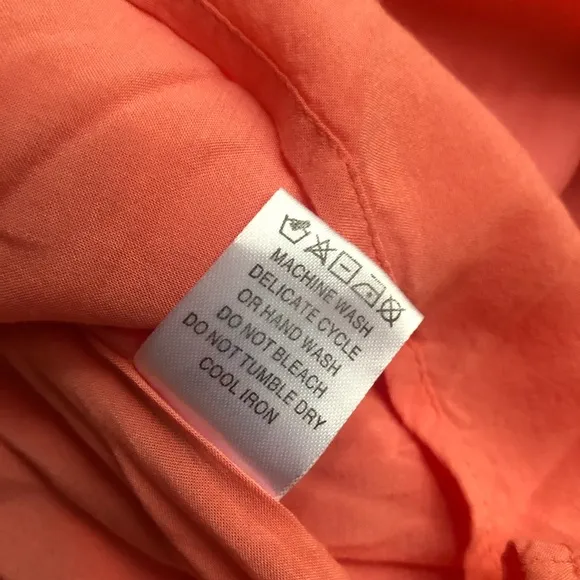 MACHINE WASH
DELICATE CYCLE
OR HAND WASH
DO NOT BLEACH
DO NOT TUMBLE DRY
COOL IRON